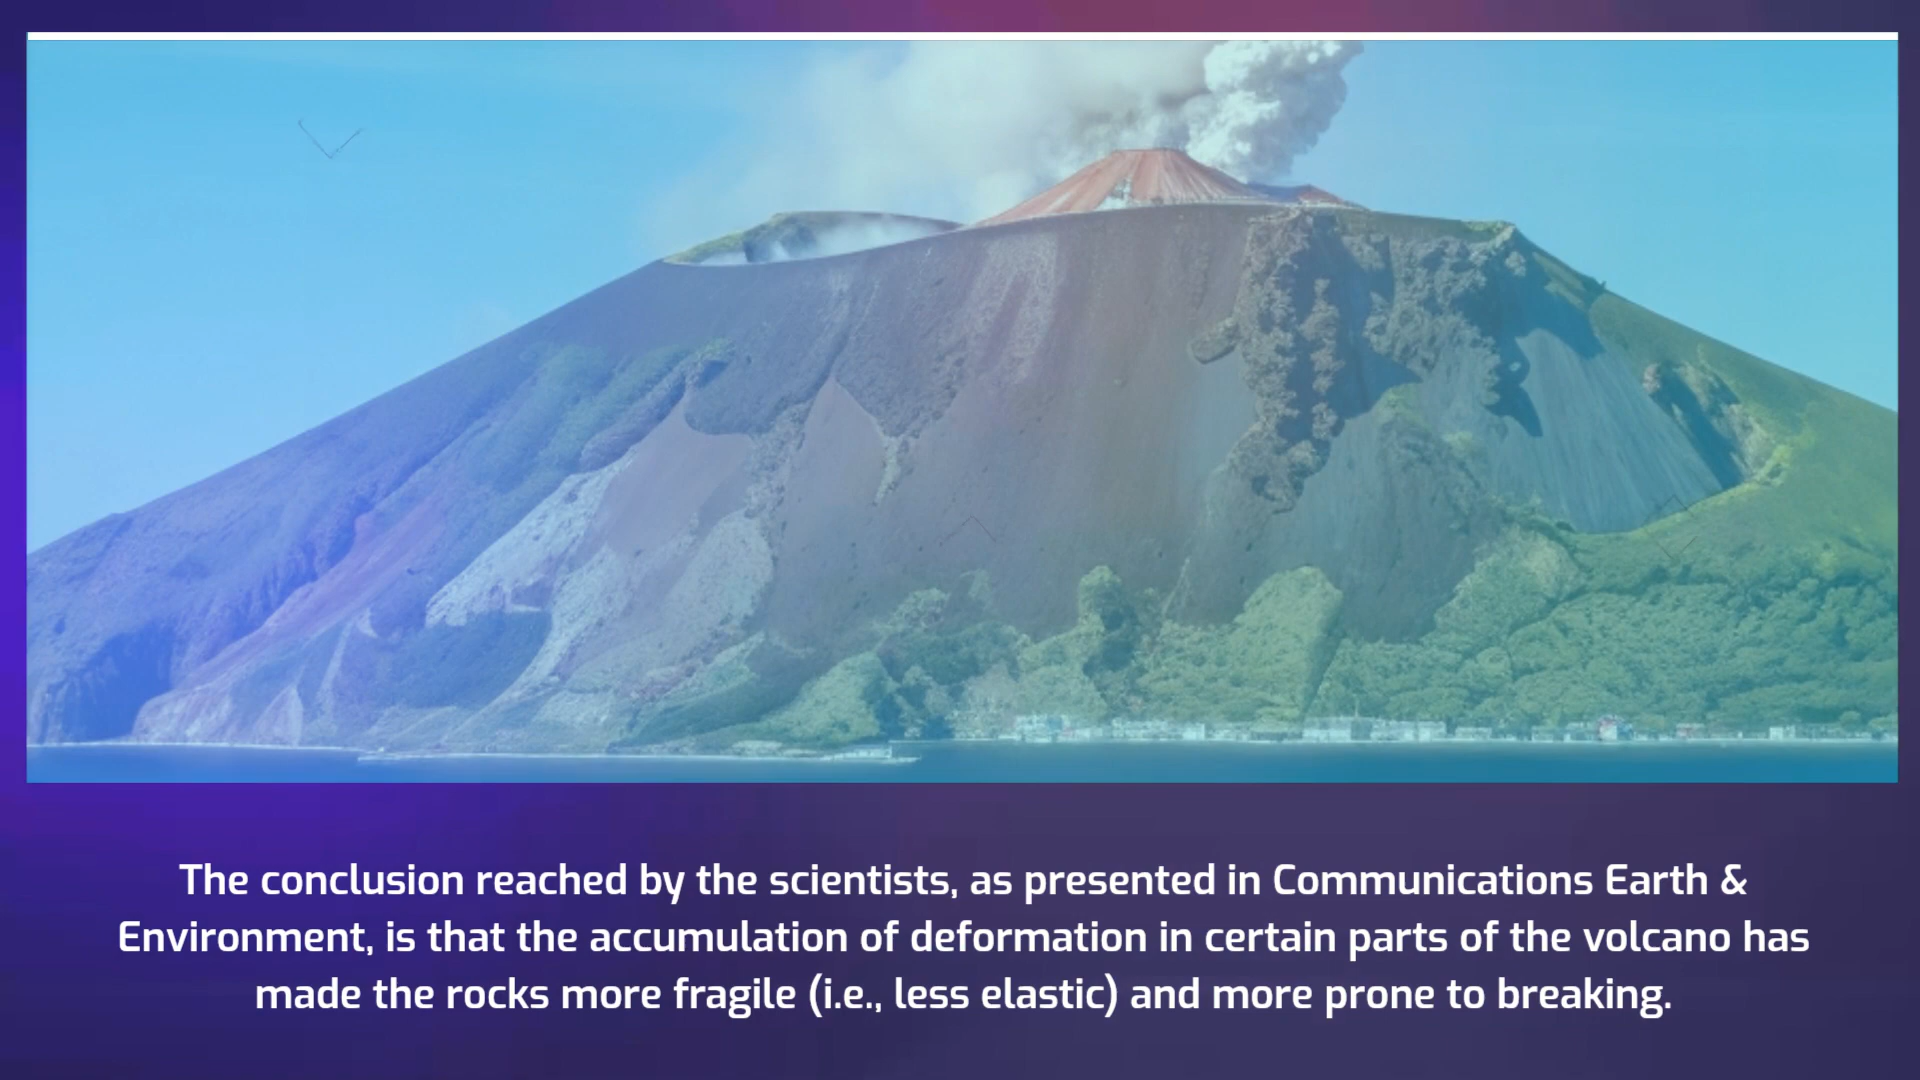 The conclusion reached by the scientists, as presented in Communications Earth &
Environment, is that the accumulation of deformation in certain parts of the volcano has
made the rocks more fragile (i.e., less elastic) and more prone to breaking.